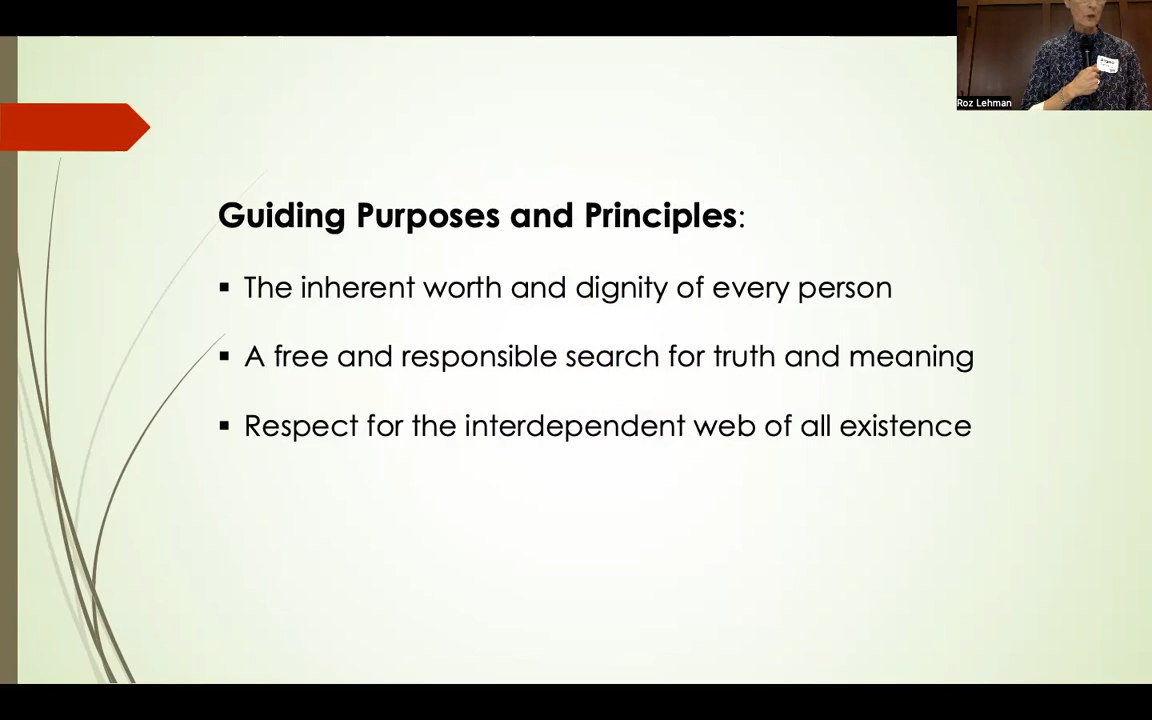 Roz Lehman
Guiding Purposes and Principles:
▪ The inherent worth and dignity of every person
▪ A free and responsible search for truth and meaning
▪ Respect for the interdependent web of all existence